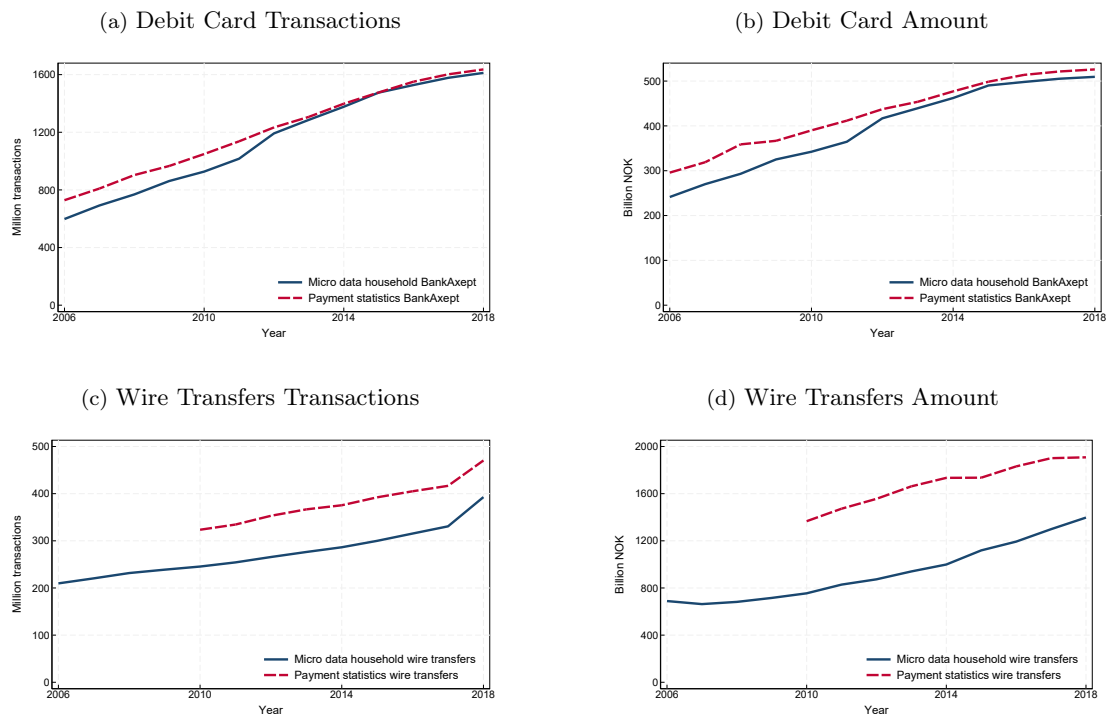 (a) Debit Card Transactions
Million transactions
1600
1200
800
400
0
Micro data household BankAxept
Payment statistics BankAxept
2006 2010 2014 2018
Year
(b) Debit Card Amount
Billion NOK
500
400
300
200
100
0
Micro data household BankAxept
Payment statistics BankAxept
2006 2010 2014 2018
Year
(c) Wire Transfers Transactions
Million transactions
500
400
300
200
100
0
Micro data household wire transfers
Payment statistics wire transfers
2006 2010 2014 2018
Year
(d) Wire Transfers Amount
Billion NOK
2000
1600
1200
800
400
0
Micro data household wire transfers
Payment statistics wire transfers
2006 2010 2014 2018
Year